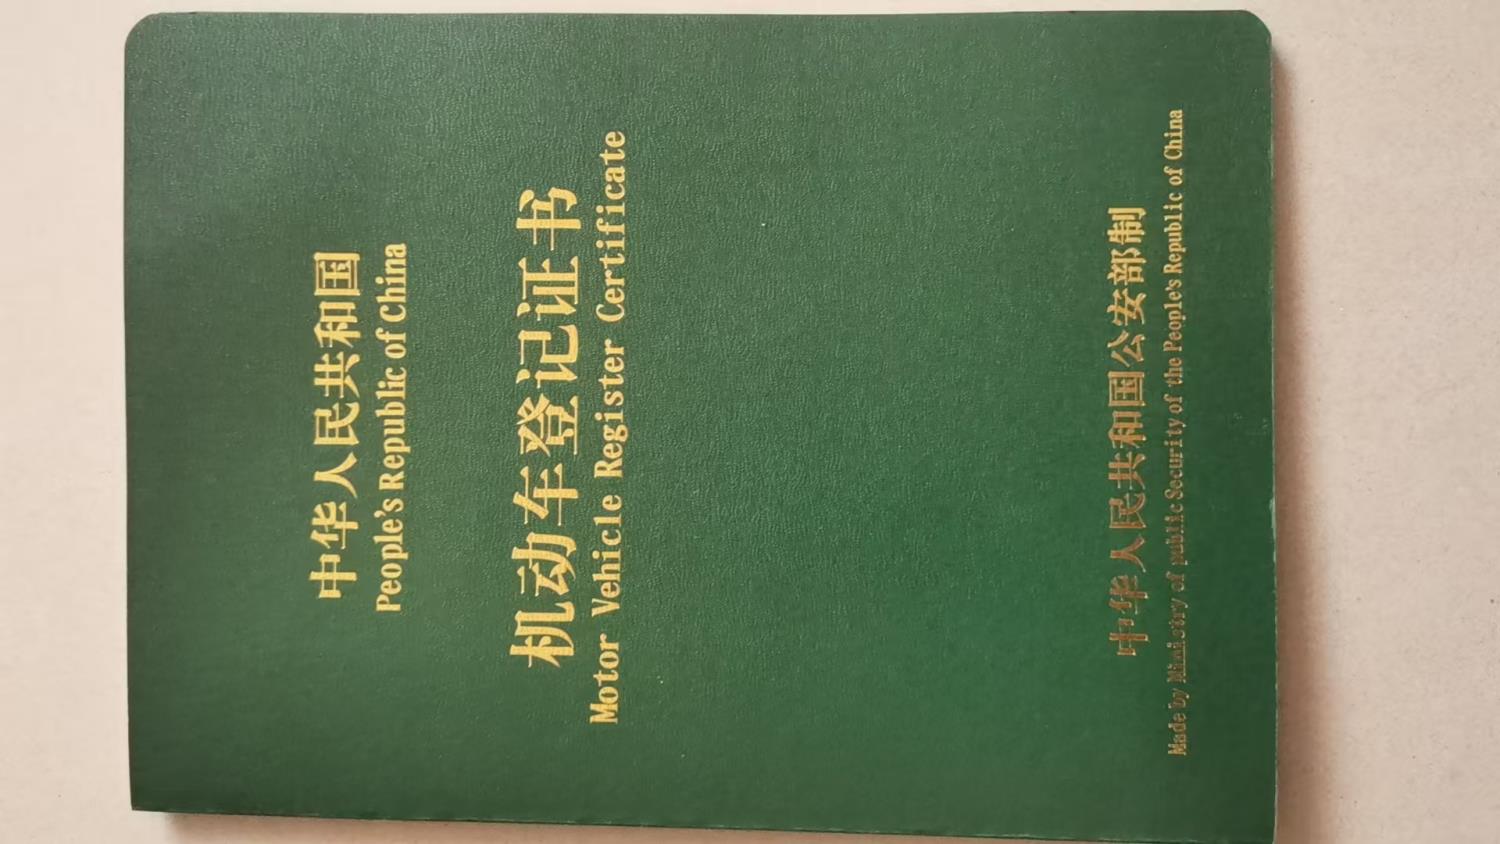 中华人民共和国
People's Republic of China
机动车登记证书
Motor Vehicle Register Certificate
中华人民共和国公安部制
Made by Ministry of public Security of the People's Republic of China